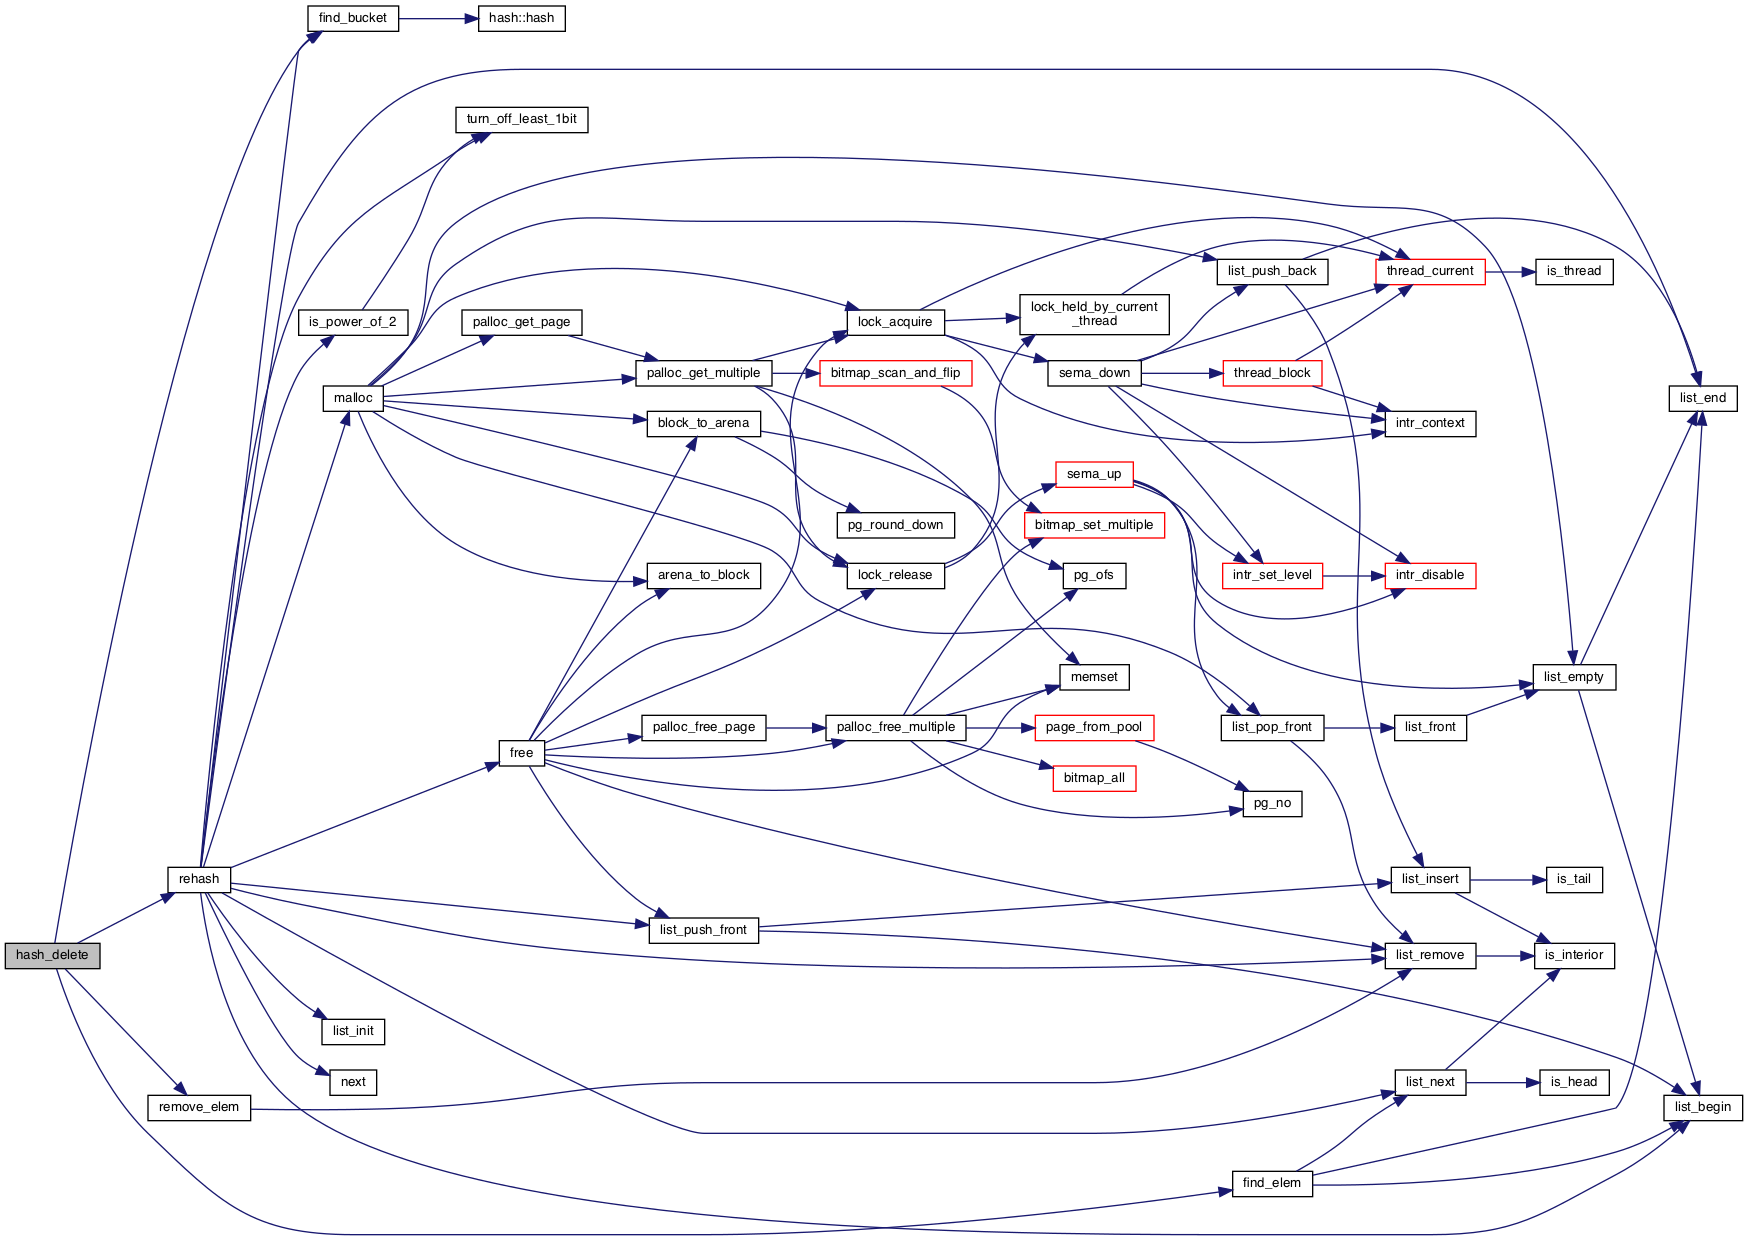 find_bucket
hash::hash
turn_off_least_1bit
list_push_back
thread_current
is_thread
is_power_of_2
palloc_get_page
lock_acquire
lock_held_by_current
_thread
palloc_get_multiple
bitmap_scan_and_flip
sema_down
thread_block
malloc
list_end
block_to_arena
intr_context
sema_up
pg_round_down
bitmap_set_multiple
arena_to_block
lock_release
pg_ofs
intr_set_level
intr_disable
memset
list_empty
free
palloc_free_page
palloc_free_multiple
page_from_pool
list_pop_front
list_front
bitmap_all
pg_no
rehash
list_insert
is_tail
list_push_front
hash_delete
list_remove
is_interior
list_init
next
list_next
is_head
remove_elem
list_begin
find_elem